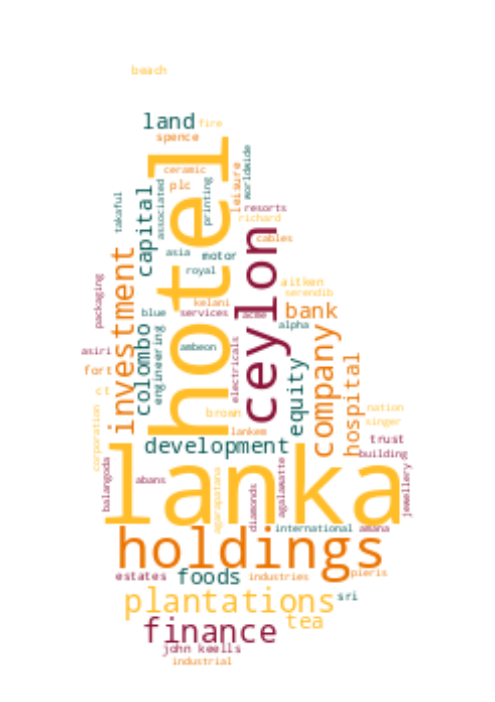 beach
land fire
spence
hotel
worldwide
ceramic
leisure
plc
associated
printing
capital
takaful
resorts
richard
ceylon
cables
asia motor
royal
investment
packaging
aitken
serendib
kelani
bank
blue services acme
alpha
colombo
engineering
company
electricals
ambeon
asiri
hospital
equity
fort
ct
brown
nation
singer
corporation
lankem
trust
development
building
lanka
balangoda
abans
agarapatana
diamonds
agalawatte
jewellery
international amana
holdings
estates foods industries pieris
plantations sri
tea
finance
john keells
industrial